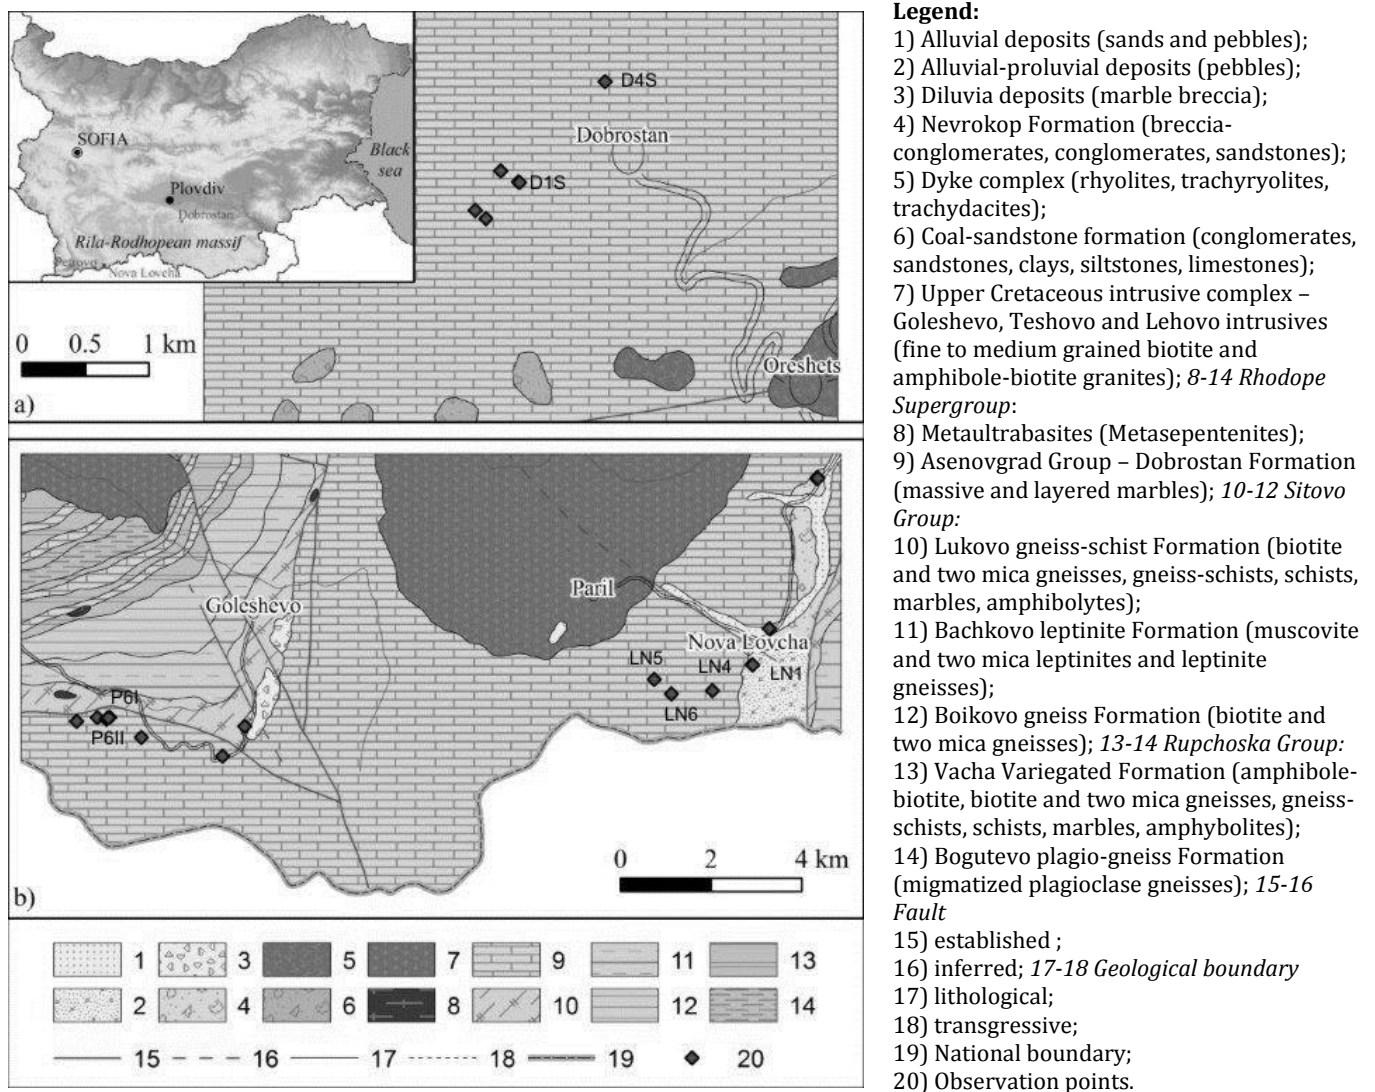 SOFIA
Plovdiv
Dobrostan
Black
sea
Rila-Rodhopean massif
Petrovo
Nova Lovcha
D4S
Dobrostan
D1S
Oreshets
0 0.5 1 km
a)
Goleshevo
Paril
Nova Lovcha
LN5
LN4
LN1
LN6
P6I
P6II
0 2 4 km
b)
1 3 5 7 9 11 13
2 4 6 8 10 12 14
15 16 17 18 19 20
Legend:
1) Alluvial deposits (sands and pebbles);
2) Alluvial-proluvial deposits (pebbles);
3) Diluvia deposits (marble breccia);
4) Nevrokop Formation (breccia-
conglomerates, conglomerates, sandstones);
5) Dyke complex (rhyolites, trachyryolites,
trachydacites);
6) Coal-sandstone formation (conglomerates,
sandstones, clays, siltstones, limestones);
7) Upper Cretaceous intrusive complex –
Goleshevo, Teshovo and Lehovo intrusives
(fine to medium grained biotite and
amphibole-biotite granites); 8-14 Rhodope
Supergroup:
8) Metaultrabasites (Metasepentenites);
9) Asenovgrad Group – Dobrostan Formation
(massive and layered marbles); 10-12 Sitovo
Group:
10) Lukovo gneiss-schist Formation (biotite
and two mica gneisses, gneiss-schists, schists,
marbles, amphibolytes);
11) Bachkovo leptinite Formation (muscovite
and two mica leptinites and leptinite
gneisses);
12) Boikovo gneiss Formation (biotite and
two mica gneisses); 13-14 Rupchoska Group:
13) Vacha Variegated Formation (amphibole-
biotite, biotite and two mica gneisses, gneiss-
schists, schists, marbles, amphybolites);
14) Bogutevo plagio-gneiss Formation
(migmatized plagioclase gneisses); 15-16
Fault
15) established ;
16) inferred; 17-18 Geological boundary
17) lithological;
18) transgressive;
19) National boundary;
20) Observation points.